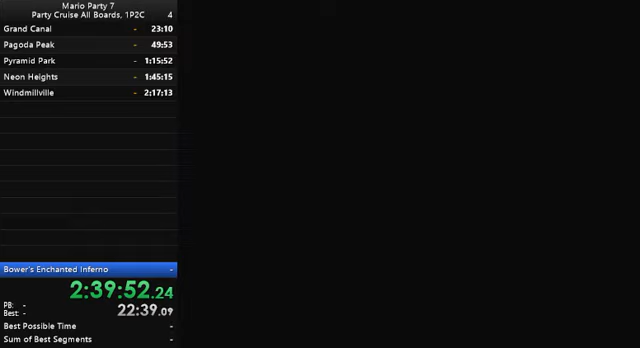 Mario Party 7
Party Cruise All Boards, 1P2C 4
Grand Canal - 23:10
Pagoda Peak - 49:53
Pyramid Park - 1:15:52
Neon Heights - 1:45:15
Windmillville - 2:17:13
Bower's Enchanted Inferno -
2:39:52.24
PB: -
Best: - 22:39.09
Best Possible Time -
Sum of Best Segments -